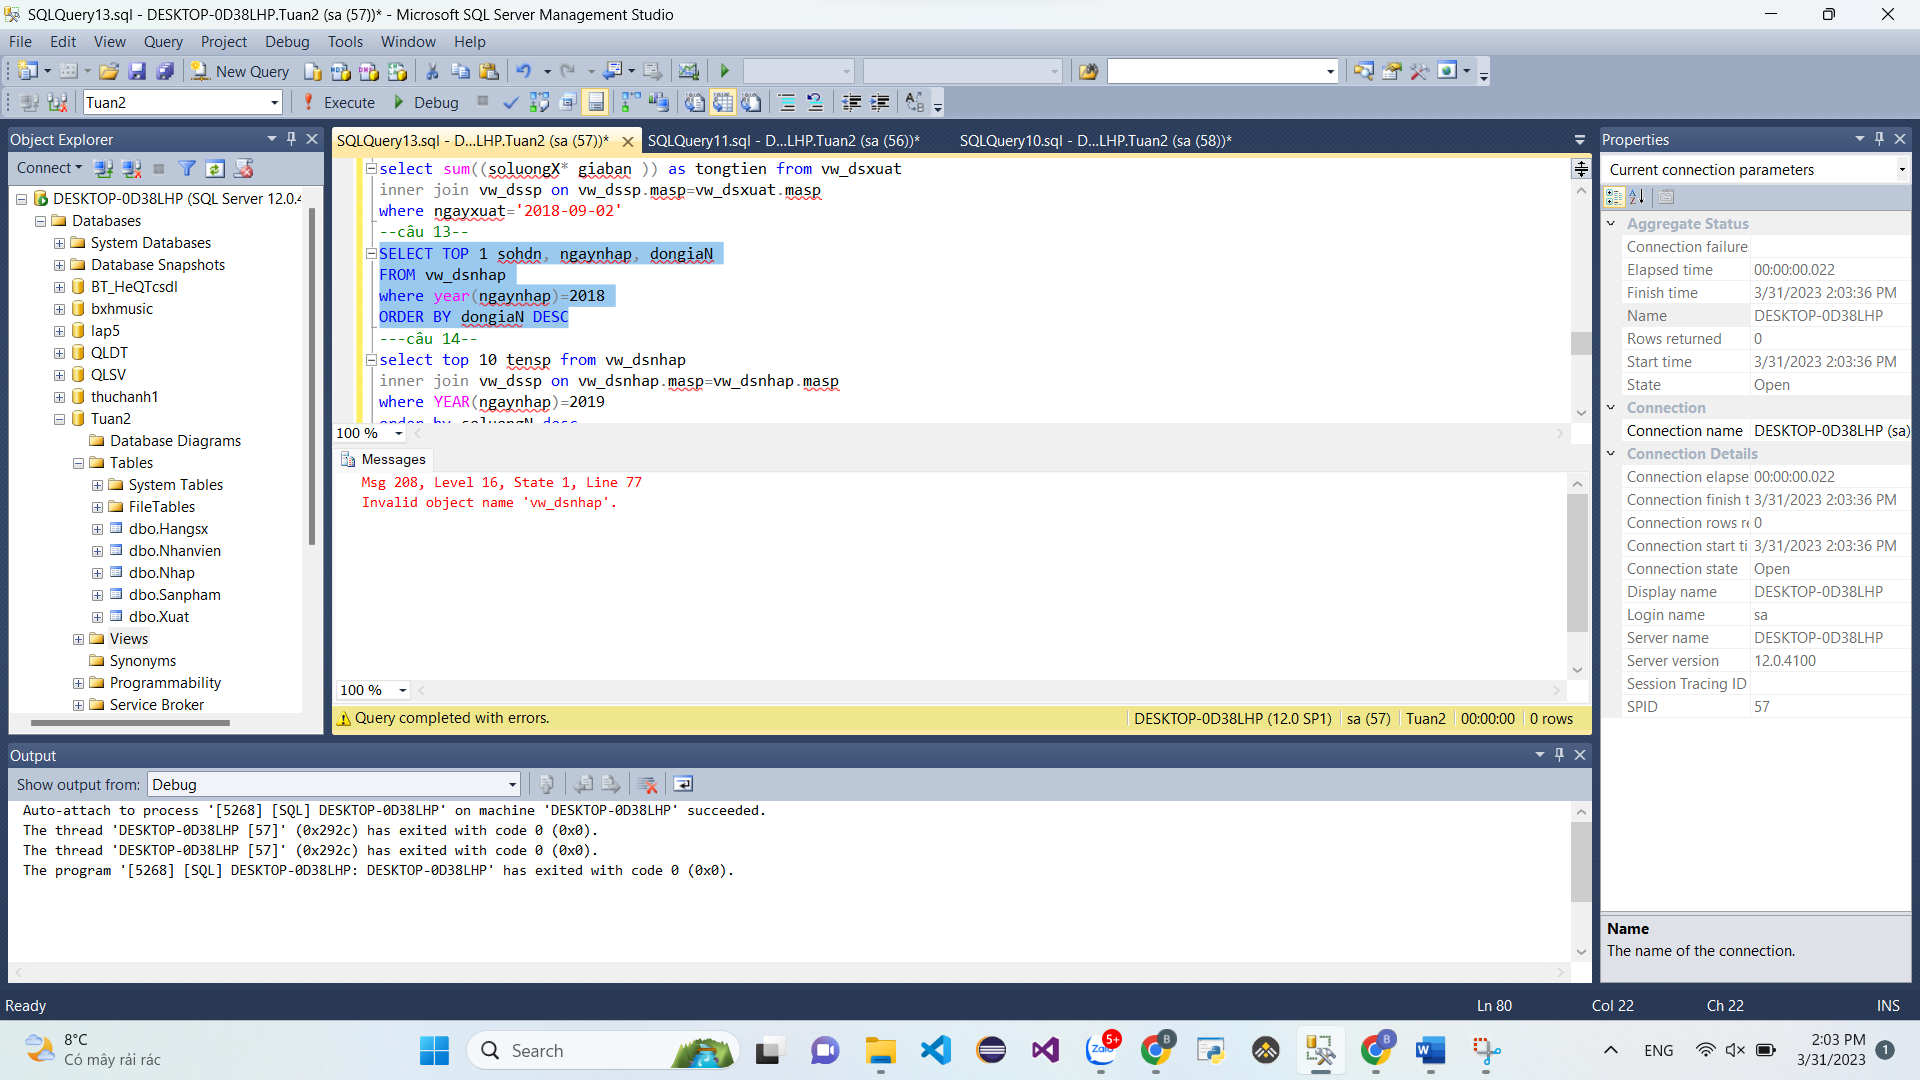 SQLQuery13.sql - DESKTOP-0D38LHP.Tuan2 (sa (57))* - Microsoft SQL Server Management Studio
File Edit View Query Project Debug Tools Window Help
New Query
Tuan2 Execute Debug
Object Explorer
Connect
DESKTOP-0D38LHP (SQL Server 12.0.4
Databases
System Databases
Database Snapshots
BT_HeQTcsdl
bxhmusic
lap5
QLDT
QLSV
thuchanh1
Tuan2
Database Diagrams
Tables
System Tables
FileTables
dbo.Hangsx
dbo.Nhanvien
dbo.Nhap
dbo.Sanpham
dbo.Xuat
Views
Synonyms
Programmability
Service Broker
SQLQuery13.sql - D...LHP.Tuan2 (sa (57))* SQLQuery11.sql - D...LHP.Tuan2 (sa (56))* SQLQuery10.sql - D...LHP.Tuan2 (sa (58))*
select sum((soluongX* giaban )) as tongtien from vw_dsxuat
inner join vw_dssp on vw_dssp.masp=vw_dsxuat.masp
where ngayxuat='2018-09-02'
--câu 13--
SELECT TOP 1 sohdn, ngaynhap, dongiaN
FROM vw_dsnhap
where year(ngaynhap)=2018
ORDER BY dongiaN DESC
---câu 14--
select top 10 tensp from vw_dsnhap
inner join vw_dssp on vw_dsnhap.masp=vw_dsnhap.masp
where YEAR(ngaynhap)=2019
order by soluongN desc
100 %
Messages
Msg 208, Level 16, State 1, Line 77
Invalid object name 'vw_dsnhap'.
100 %
Query completed with errors. DESKTOP-0D38LHP (12.0 SP1) sa (57) Tuan2 00:00:00 0 rows
Properties
Current connection parameters
Aggregate Status
Connection failure
Elapsed time 00:00:00.022
Finish time 3/31/2023 2:03:36 PM
Name DESKTOP-0D38LHP
Rows returned 0
Start time 3/31/2023 2:03:36 PM
State Open
Connection
Connection name DESKTOP-0D38LHP (sa)
Connection Details
Connection elapse 00:00:00.022
Connection finish t 3/31/2023 2:03:36 PM
Connection rows re 0
Connection start ti 3/31/2023 2:03:36 PM
Connection state Open
Display name DESKTOP-0D38LHP
Login name sa
Server name DESKTOP-0D38LHP
Server version 12.0.4100
Session Tracing ID
SPID 57
Name
The name of the connection.
Output
Show output from: Debug
Auto-attach to process '[5268] [SQL] DESKTOP-0D38LHP' on machine 'DESKTOP-0D38LHP' succeeded.
The thread 'DESKTOP-0D38LHP [57]' (0x292c) has exited with code 0 (0x0).
The thread 'DESKTOP-0D38LHP [57]' (0x292c) has exited with code 0 (0x0).
The program '[5268] [SQL] DESKTOP-0D38LHP: DESKTOP-0D38LHP' has exited with code 0 (0x0).
Ready Ln 80 Col 22 Ch 22 INS
8°C
Có mây rải rác
Search
Zalo
5+
B
B
W
ENG
2:03 PM
3/31/2023
1